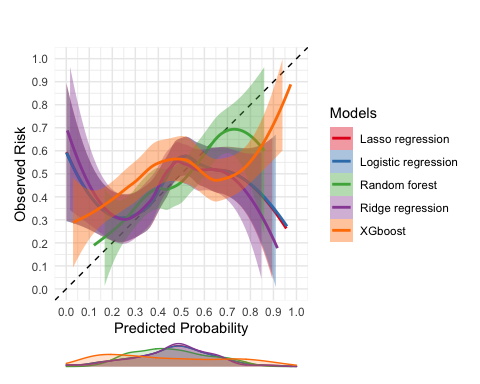 1.0
0.9
0.8
0.7
0.6
0.5
0.4
0.3
0.2
0.1
0.0
Observed Risk
0.0 0.1 0.2 0.3 0.4 0.5 0.6 0.7 0.8 0.9 1.0
Predicted Probability
Models
Lasso regression
Logistic regression
Random forest
Ridge regression
XGboost